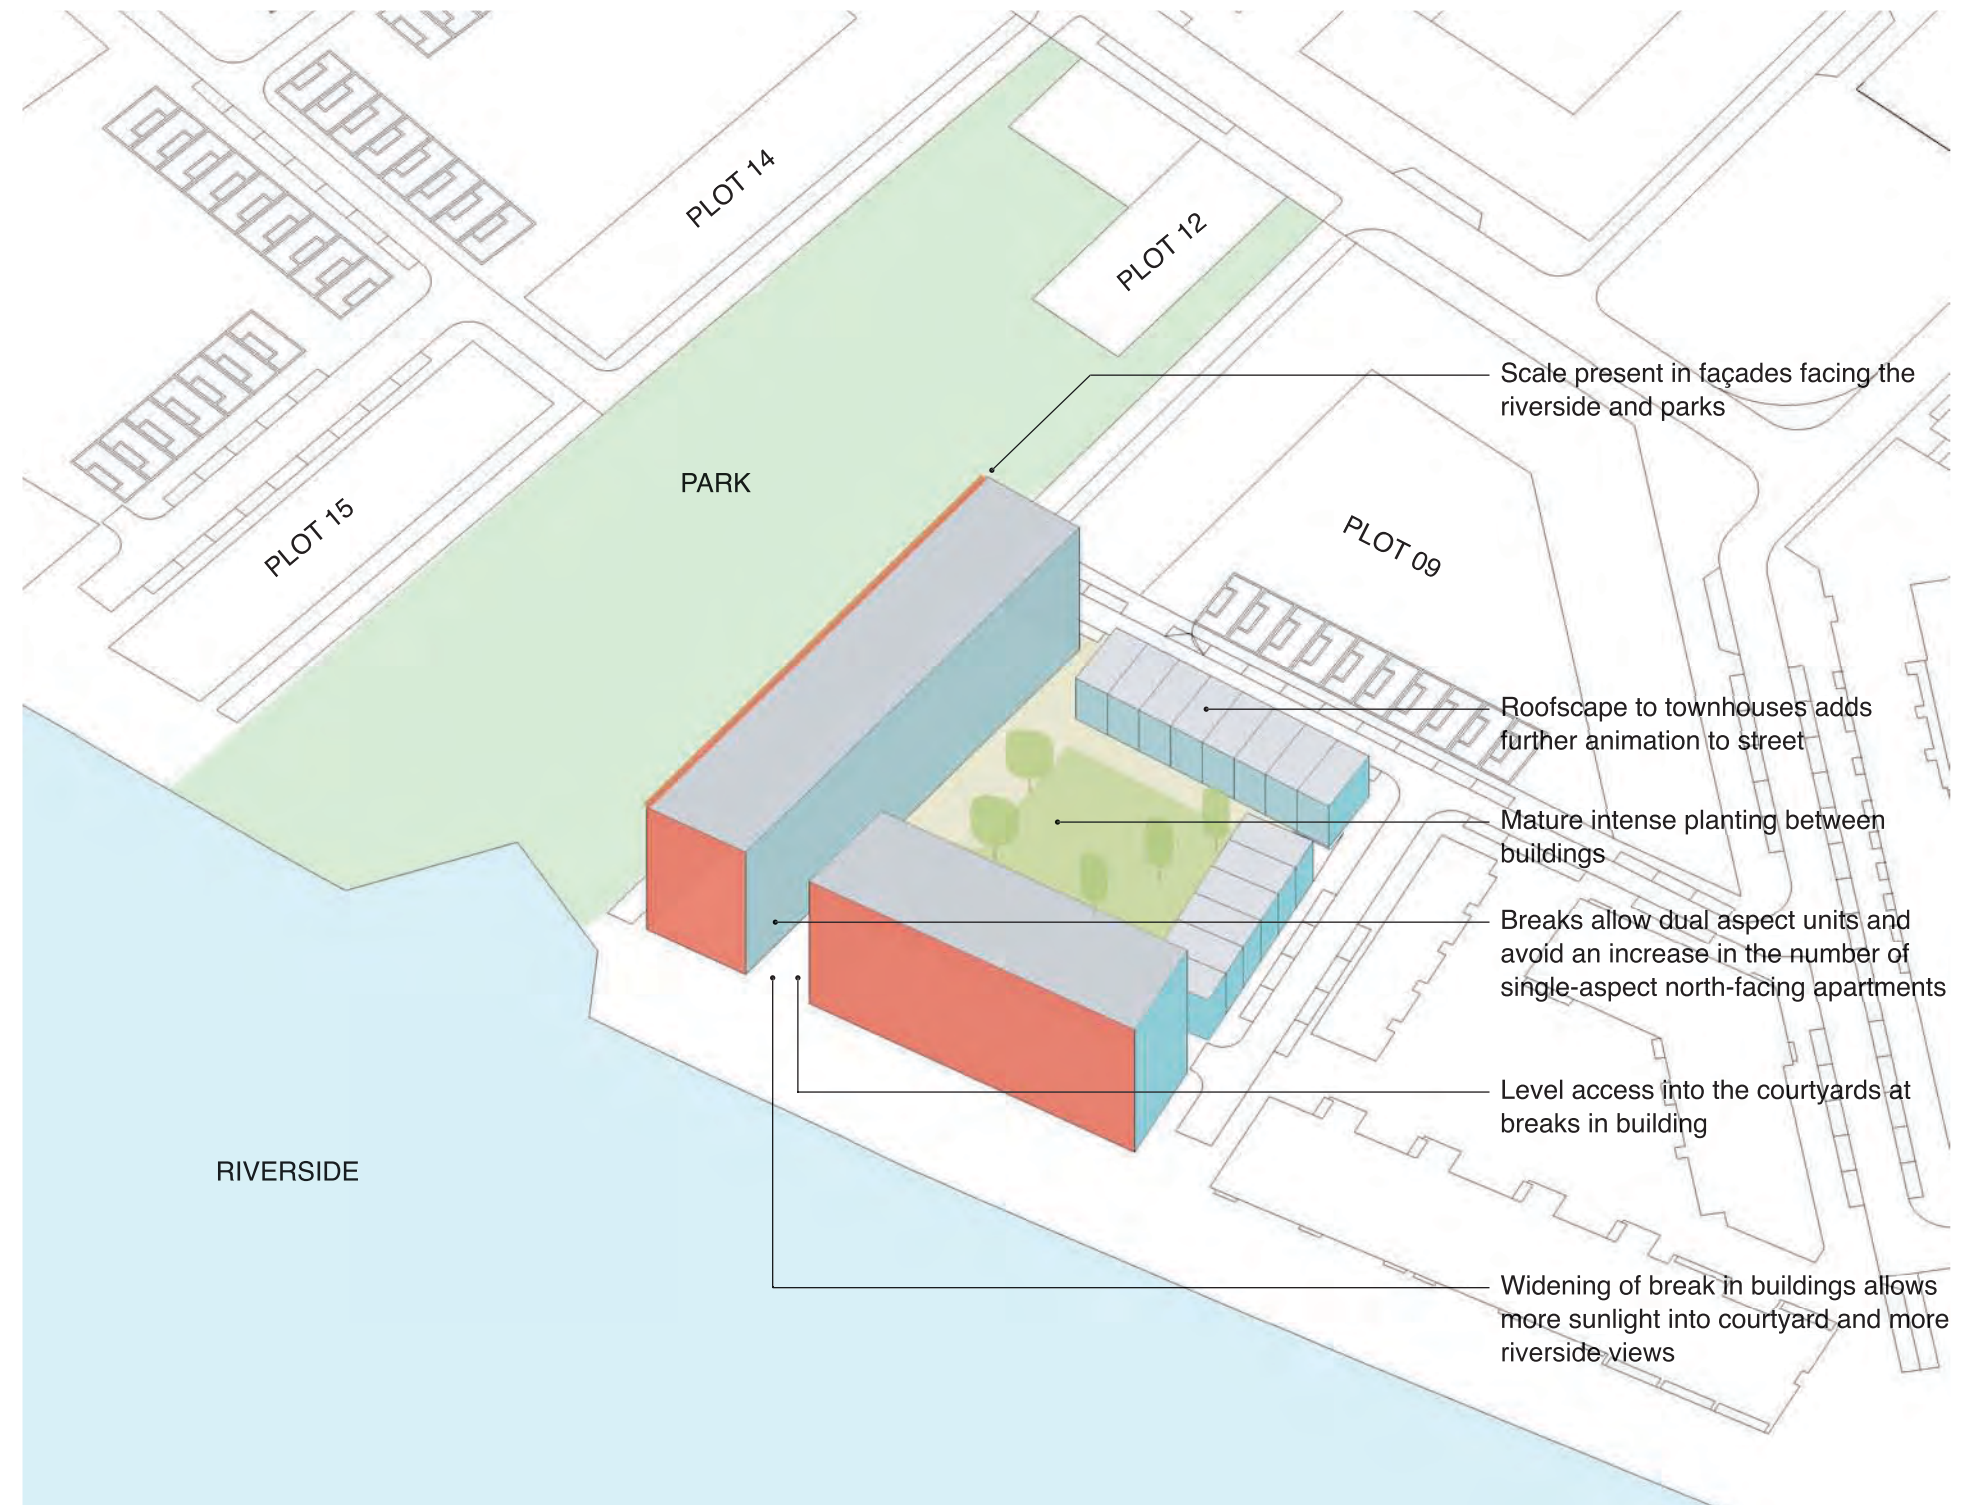 PLOT 14
PLOT 12
Scale present in façades facing the
riverside and parks
PARK
PLOT 15
PLOT 09
Roofscape to townhouses adds
further animation to street
Mature intense planting between
buildings
Breaks allow dual aspect units and
avoid an increase in the number of
single-aspect north-facing apartments
Level access into the courtyards at
breaks in building
RIVERSIDE
Widening of break in buildings allows
more sunlight into courtyard and more
riverside views